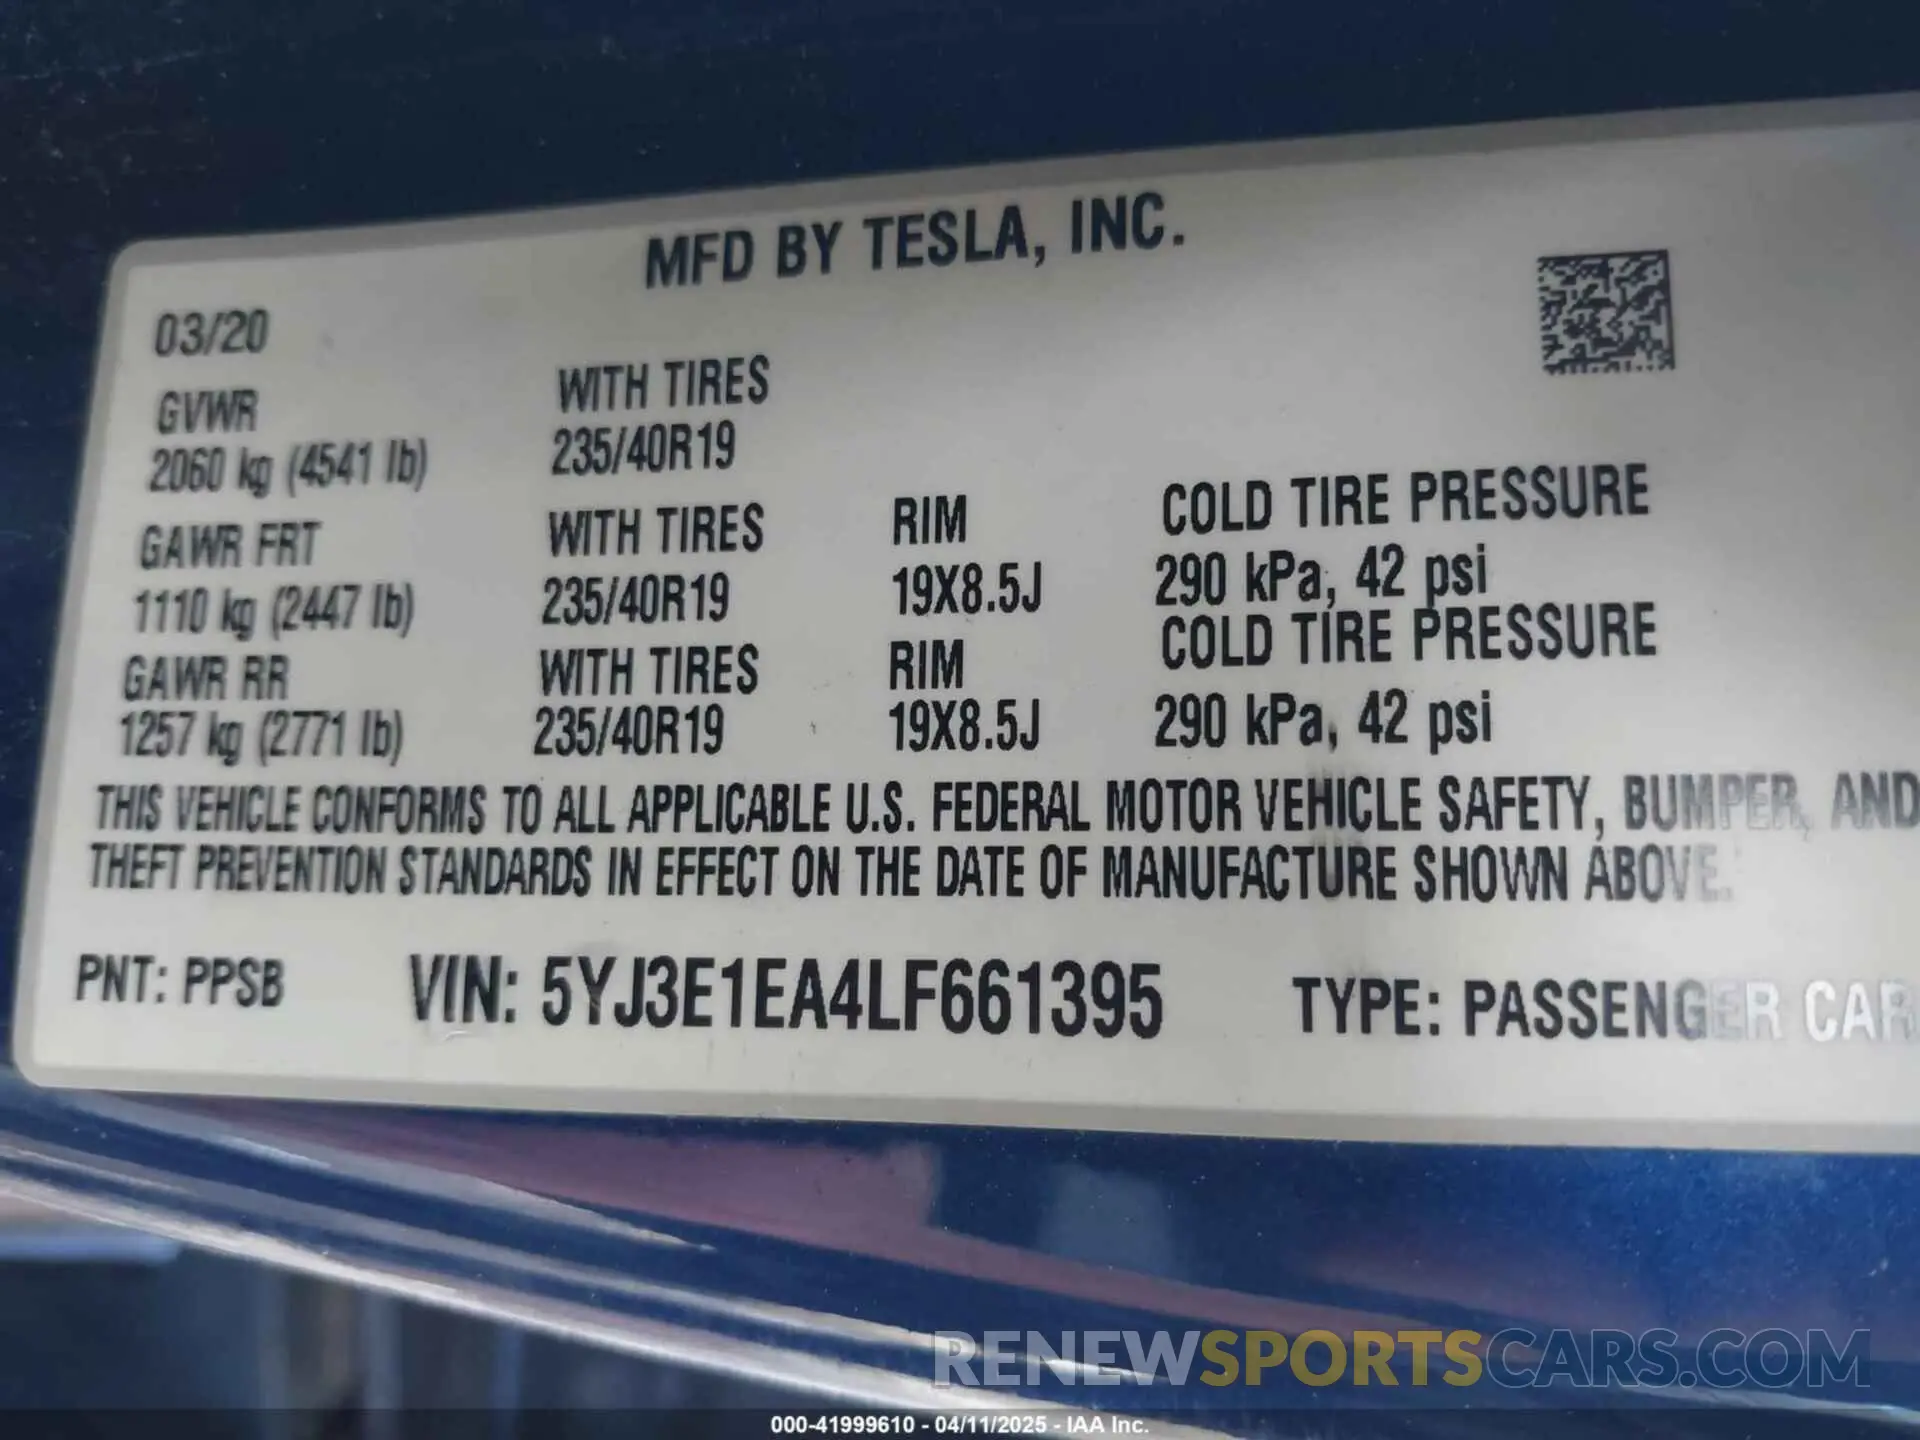 MFD BY TESLA, INC.
03/20
GVWR WITH TIRES
2060 kg (4541 lb) 235/40R19
GAWR FRT WITH TIRES RIM COLD TIRE PRESSURE
1110 kg (2447 lb) 235/40R19 19X8.5J 290 kPa, 42 psi
GAWR RR WITH TIRES RIM COLD TIRE PRESSURE
1257 kg (2771 lb) 235/40R19 19X8.5J 290 kPa, 42 psi
THIS VEHICLE CONFORMS TO ALL APPLICABLE U.S. FEDERAL MOTOR VEHICLE SAFETY, BUMPER, AND
THEFT PREVENTION STANDARDS IN EFFECT ON THE DATE OF MANUFACTURE SHOWN ABOVE.
PNT: PPSB VIN: 5YJ3E1EA4LF661395 TYPE: PASSENGER CAR
RENEWSPORTSCARS.COM
000-41999610 - 04/11/2025 - IAA Inc.